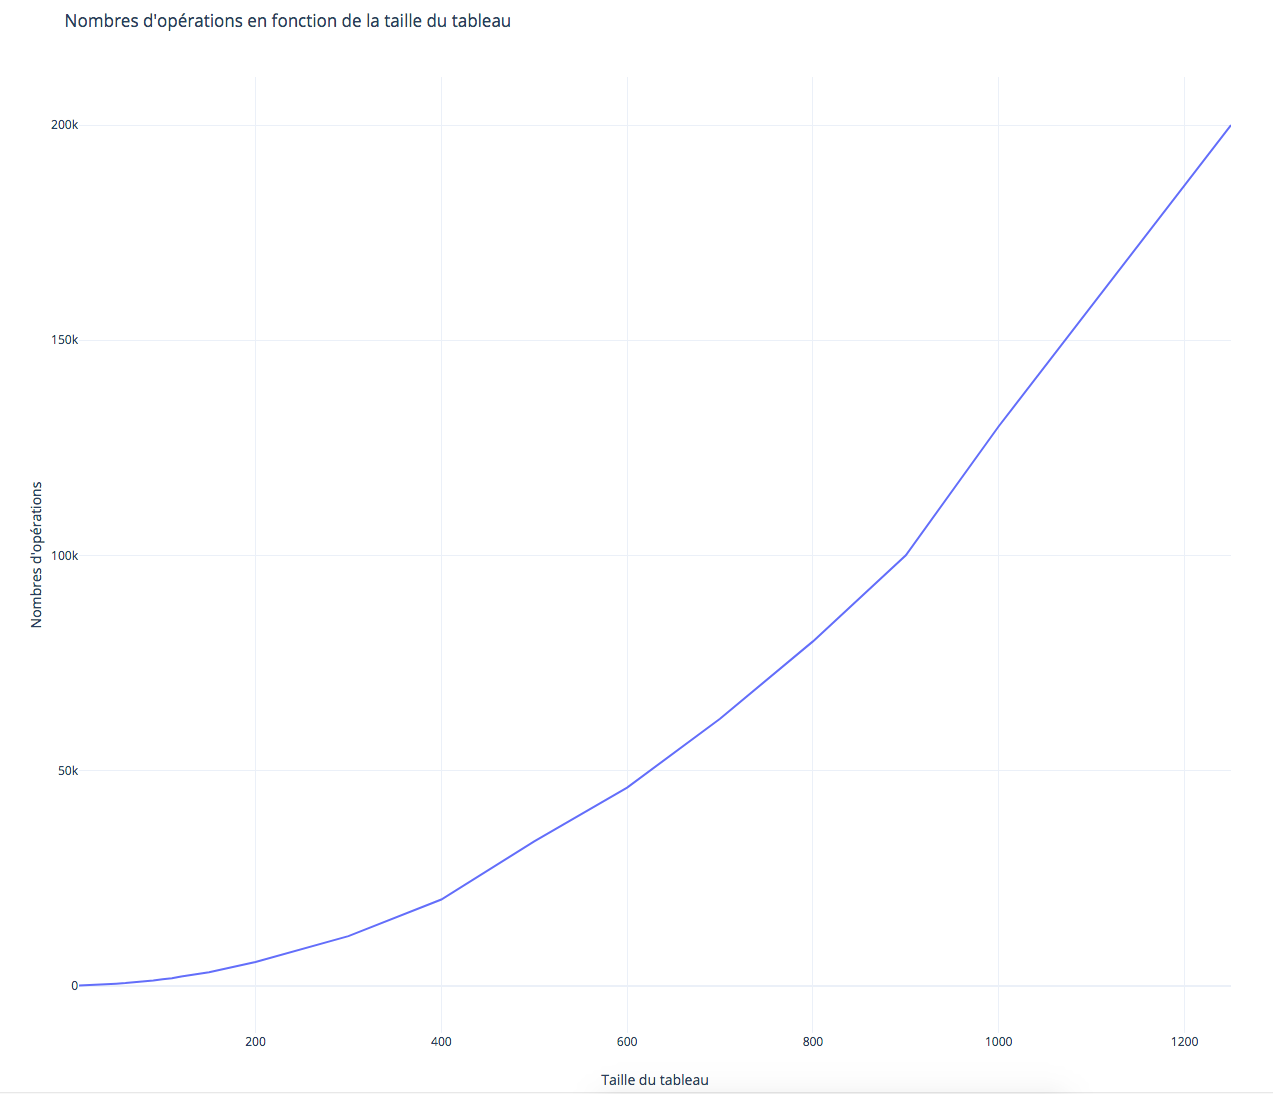 Nombres d'opérations en fonction de la taille du tableau
200k
150k
100k
50k
0
Nombres d'opérations
200
400
600
800
1000
1200
Taille du tableau